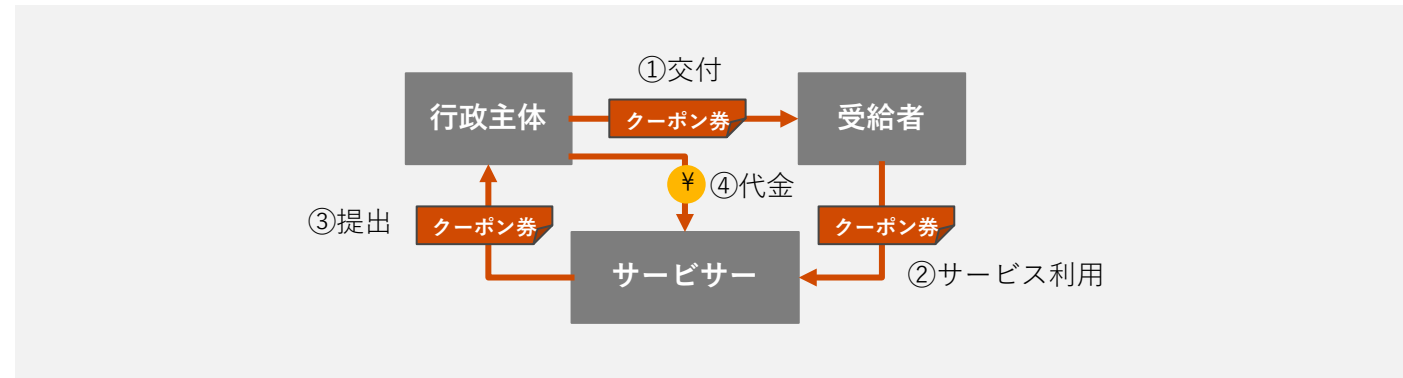 ①交付
行政主体
クーポン券
受給者
¥
④代金
③提出
クーポン券
クーポン券
サービサー
②サービス利用